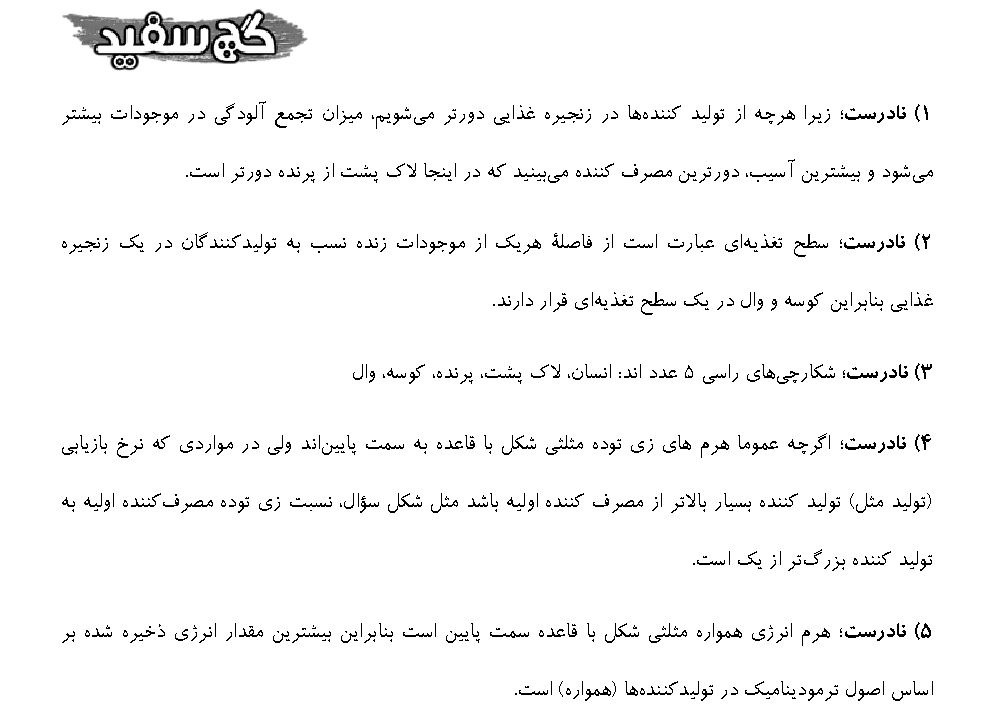 گچ سفید
۱) نادرست؛ زیرا هرچه از تولید کننده‌ها در زنجیره غذایی دورتر می‌شویم، میزان تجمع آلودگی در موجودات بیشتر
می‌شود و بیشترین آسیب، دورترین مصرف کننده می‌بینید که در اینجا لاک پشت از پرنده دورتر است.
۲) نادرست؛ سطح تغذیه‌ای عبارت است از فاصلهٔ هریک از موجودات زنده نسبت به تولیدکنندگان در یک زنجیره
غذایی بنابراین کوسه و وال در یک سطح تغذیه‌ای قرار دارند.
۳) نادرست؛ شکارچی‌های راسی ۵ عدد اند: انسان، لاک پشت، پرنده، کوسه، وال
۴) نادرست؛ اگرچه عموما هرم های زی توده مثلثی شکل با قاعده به سمت پایین‌اند ولی در مواردی که نرخ بازیابی
(تولید مثل) تولید کننده بسیار بالاتر از مصرف کننده اولیه باشد مثل شکل سؤال، نسبت زی توده مصرف‌کننده اولیه به
تولید کننده بزرگ‌تر از یک است.
۵) نادرست؛ هرم انرژی همواره مثلثی شکل با قاعده سمت پایین است بنابراین بیشترین مقدار انرژی ذخیره شده بر
اساس اصول ترمودینامیک در تولیدکننده‌ها (همواره) است.